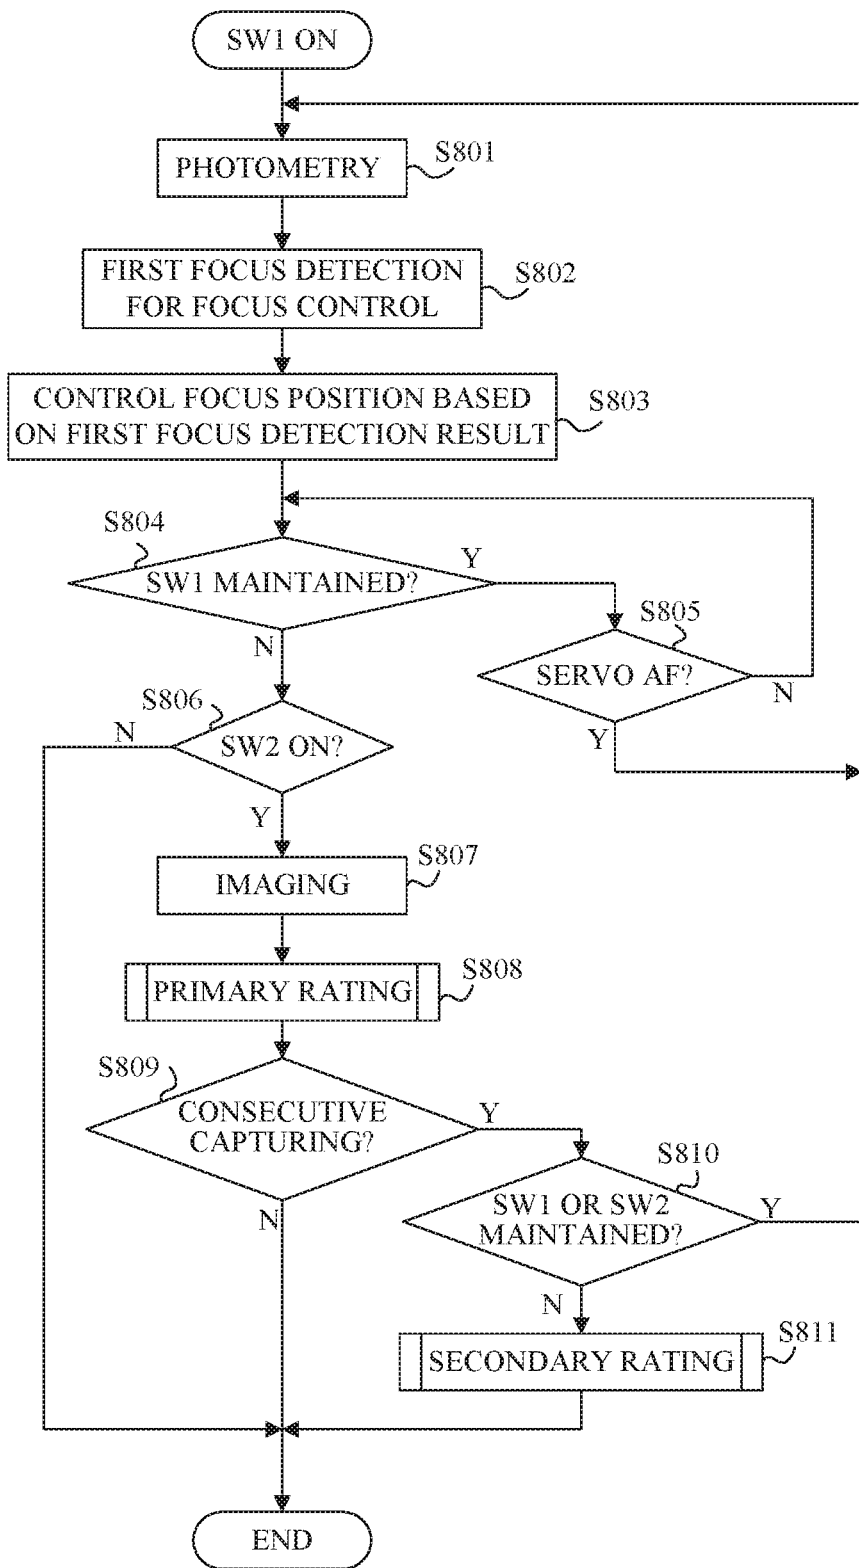 SW1 ON
PHOTOMETRY
S801
FIRST FOCUS DETECTION
FOR FOCUS CONTROL
S802
CONTROL FOCUS POSITION BASED
ON FIRST FOCUS DETECTION RESULT
S803
S804
SW1 MAINTAINED?
Y
N
S805
SERVO AF?
N
Y
S806
N
SW2 ON?
Y
IMAGING
S807
PRIMARY RATING
S808
S809
CONSECUTIVE
CAPTURING?
Y
N
S810
SW1 OR SW2
MAINTAINED?
Y
N
SECONDARY RATING
S811
END